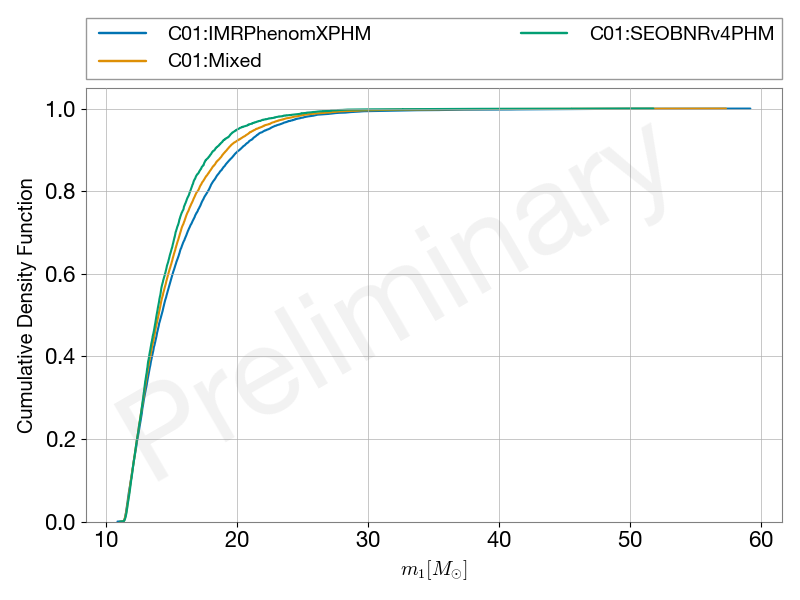 C01:IMRPhenomXPHM
C01:Mixed
C01:SEOBNRv4PHM
1.0
0.8
0.6
0.4
0.2
0.0
Cumulative Density Function
Preliminary
10 20 30 40 50 60
m₁[M☉]